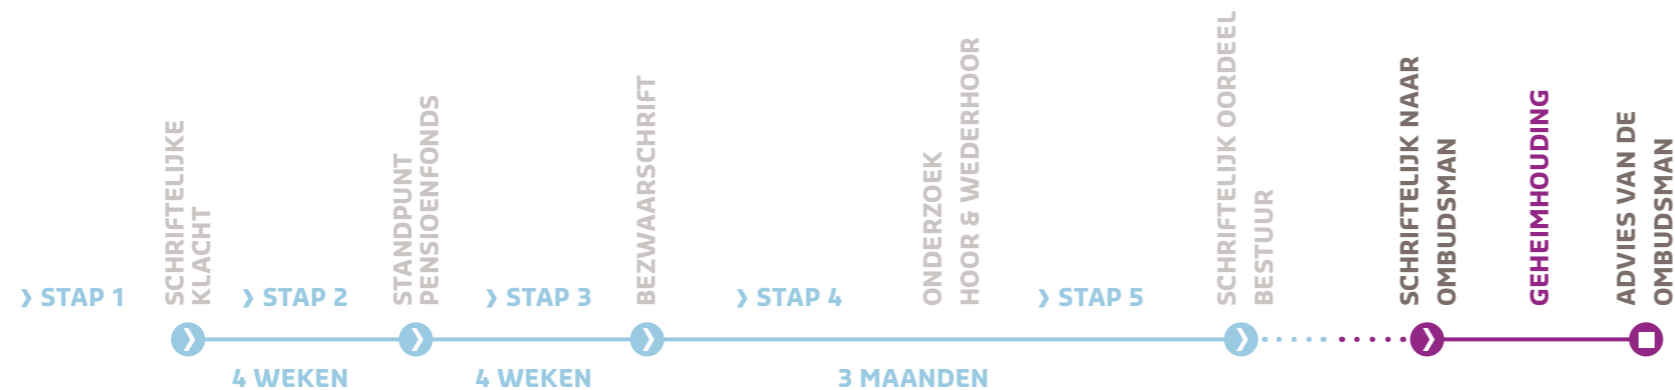 ❯ STAP 1
SCHRIFTELIJKE
KLACHT
❯ STAP 2
STANDPUNT
PENSIOENFONDS
❯ STAP 3
BEZWAARSCHRIFT
❯ STAP 4
ONDERZOEK
HOOR & WEDERHOOR
❯ STAP 5
SCHRIFTELIJK OORDEEL
BESTUUR
SCHRIFTELIJK NAAR
OMBUDSMAN
GEHEIMHOUDING
ADVIES VAN DE
OMBUDSMAN
4 WEKEN
4 WEKEN
3 MAANDEN